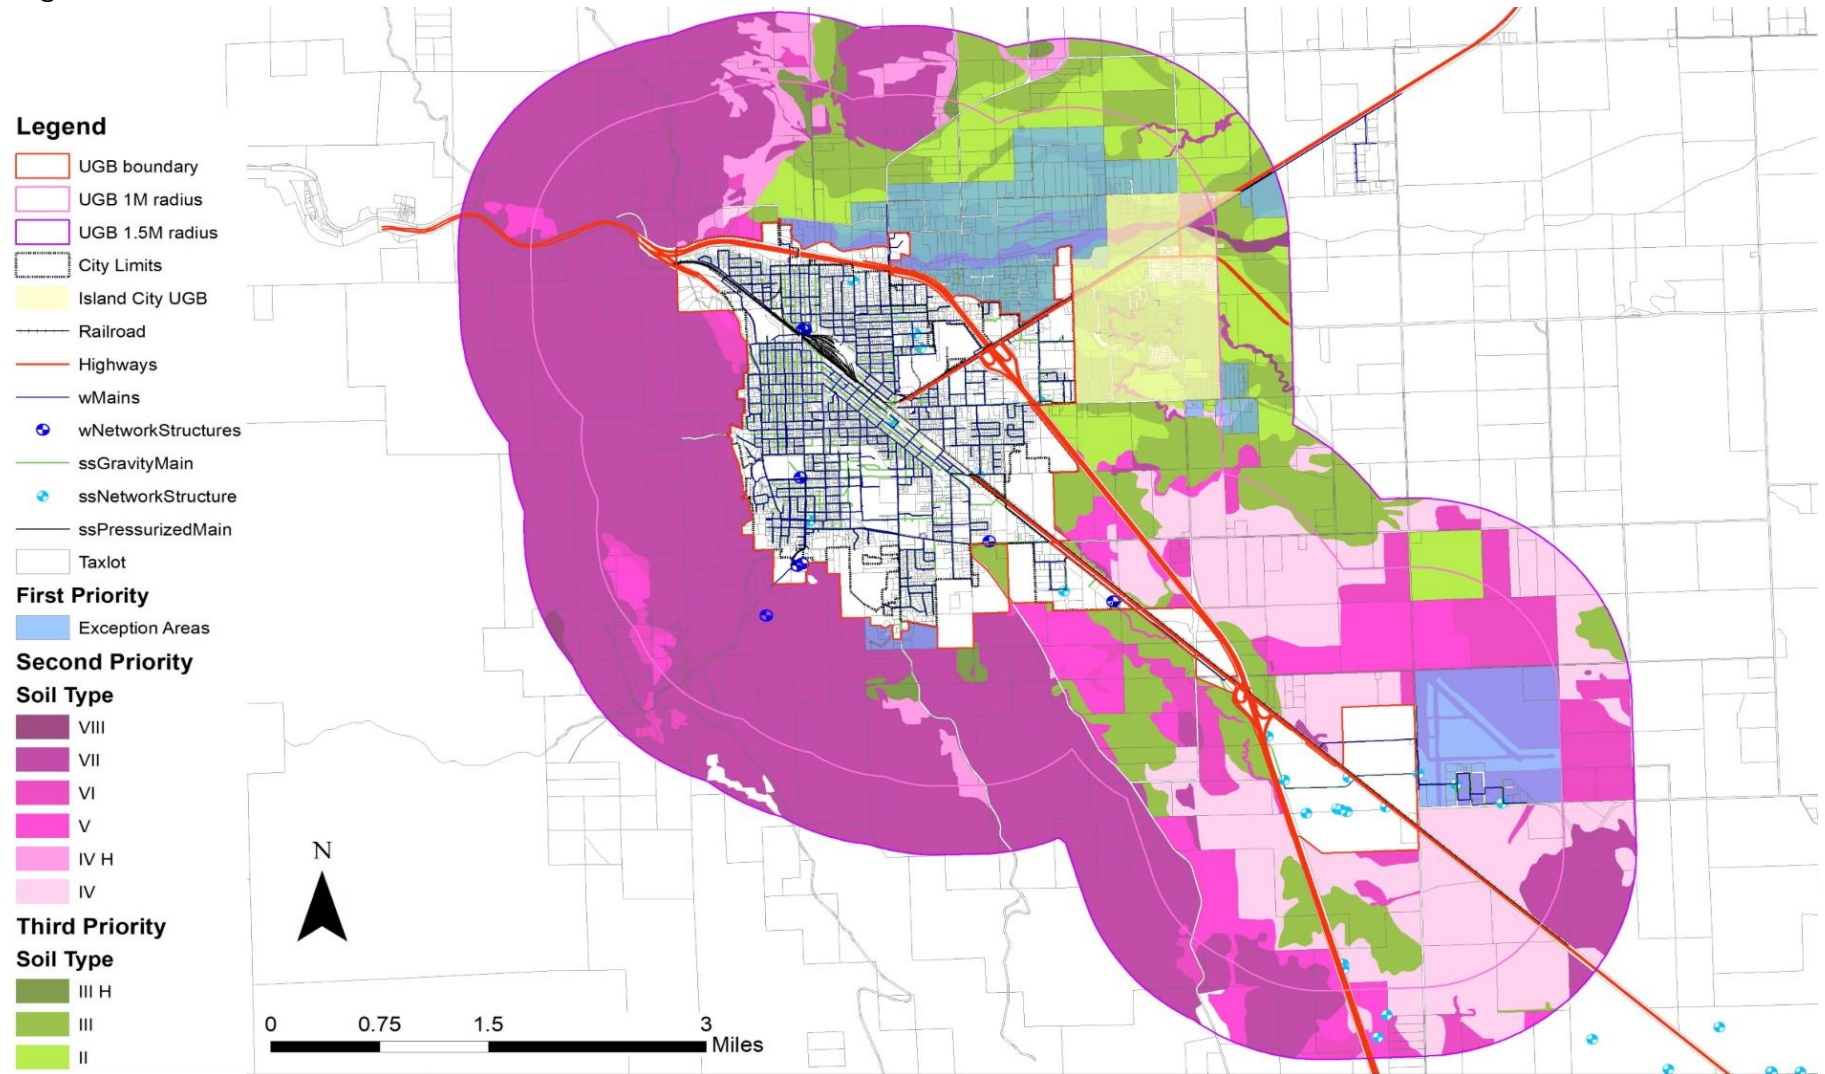 Legend
UGB boundary
UGB 1M radius
UGB 1.5M radius
City Limits
Island City UGB
Railroad
Highways
wMains
wNetworkStructures
ssGravityMain
ssNetworkStructure
ssPressurizedMain
Taxlot
First Priority
Exception Areas
Second Priority
Soil Type
VIII
VII
VI
V
IV H
IV
Third Priority
Soil Type
III H
III
II
N
0 0.75 1.5 3
Miles